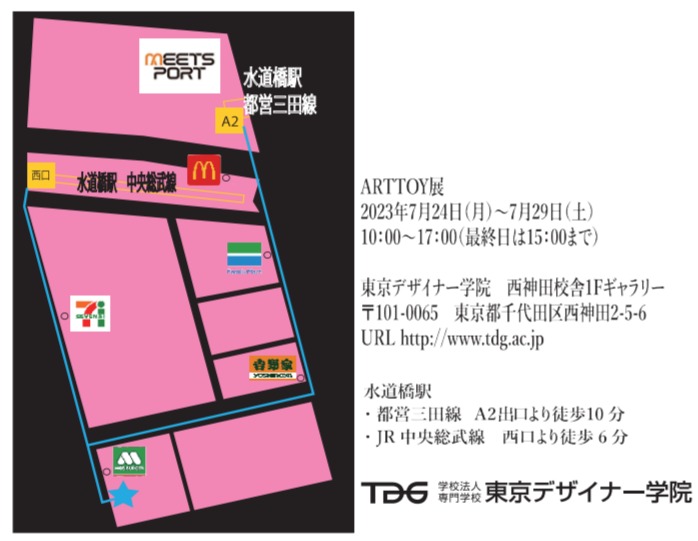 MEETS
PORT
水道橋駅
都営三田線
A2
西口
水道橋駅 中央総武線
7
ELEVEN
吉野家
YOSHINOYA
ARTTOY展
2023年7月24日(月)～7月29日(土)
10:00～17:00(最終日は15:00まで)
東京デザイナー学院 西神田校舎1Fギャラリー
〒101-0065 東京都千代田区西神田2-5-6
URL http://www.tdg.ac.jp
水道橋駅
・都営三田線 A2出口より徒歩10分
・JR中央総武線 西口より徒歩6分
TDG 学校法人
専門学校 東京デザイナー学院